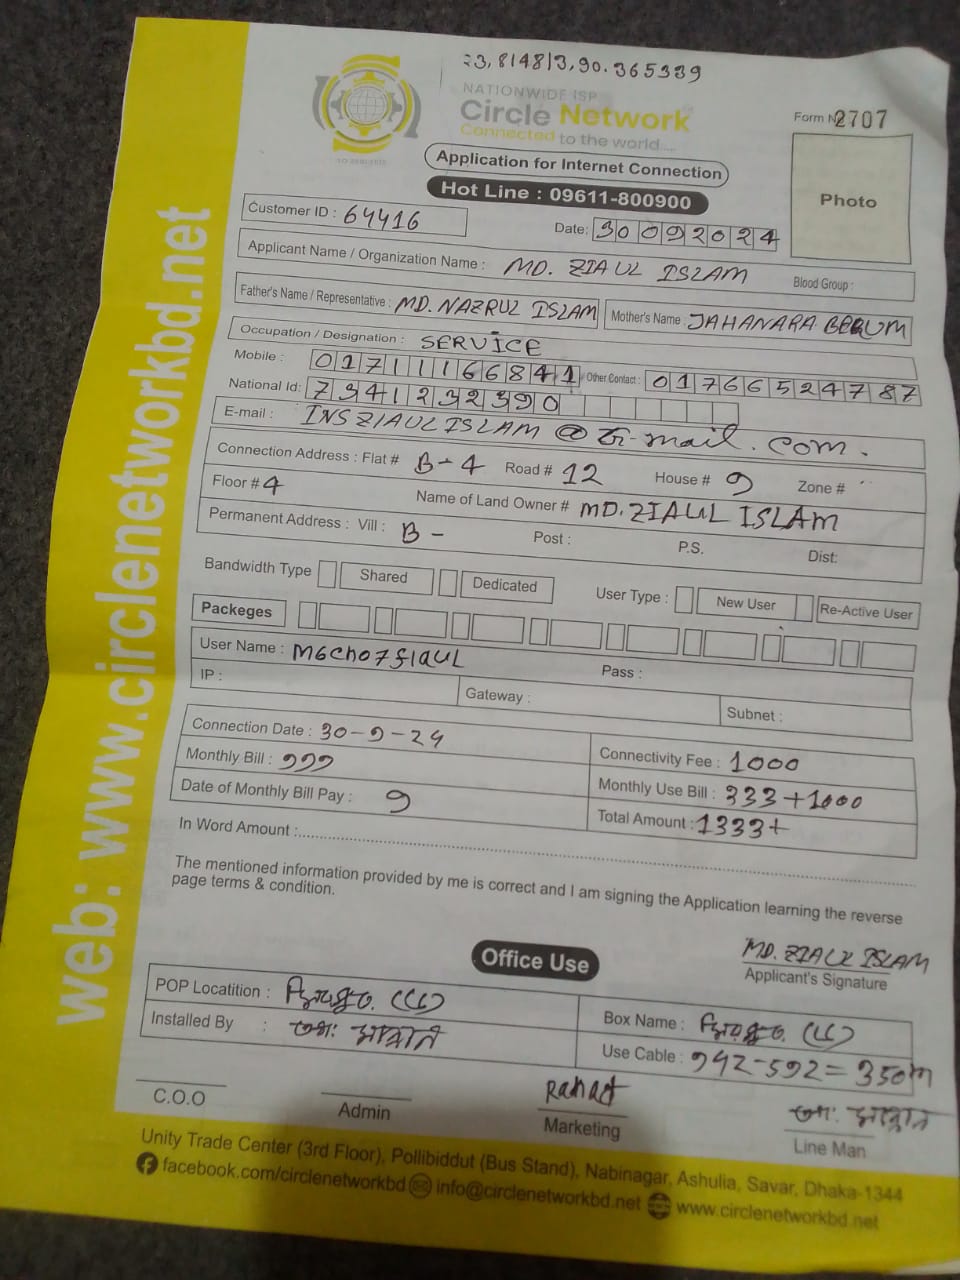 23,814813,90.365339
NATIONWIDE ISP
Circle Network
Connected to the world....
Form No 2707
Application for Internet Connection
Hot Line : 09611-800900
Photo
Customer ID : 64416
Date: 30092024
Applicant Name / Organization Name : MD. ZIAUL ISLAM Blood Group :
Father's Name / Representative : MD. NAZRUL ISLAM Mother's Name : JAHANARA BEGUM
Occupation / Designation : SERVICE
Mobile : 01711166841 Other Contact : 01766524787
National Id: 7341232390
E-mail : INSZIAULISLAM @ G-mail . com .
Connection Address : Flat # B-4 Road # 12 House # 9 Zone #
Floor # 4 Name of Land Owner # MD. ZIAUL ISLAM
Permanent Address : Vill : B - Post : P.S. Dist:
Bandwidth Type Shared Dedicated User Type : New User Re-Active User
Packeges
User Name : Pass :
IP : Gateway : Subnet :
Connection Date : 30-9-24 Connectivity Fee : 1000
Monthly Bill : 999 Monthly Use Bill : 333+1000
Date of Monthly Bill Pay : 9 Total Amount : 1333+
In Word Amount :
The mentioned information provided by me is correct and I am signing the Application learning the reverse
page terms & condition.
MD. ZIAUL ISLAM
Applicant's Signature
Office Use
POP Locatition : Box Name :
Installed By : Use Cable : 942-592=350m
C.O.O Admin Marketing Line Man
Unity Trade Center (3rd Floor), Pollibiddut (Bus Stand), Nabinagar, Ashulia, Savar, Dhaka-1344
facebook.com/circlenetworkbd info@circlenetworkbd.net www.circlenetworkbd.net
web: www.circlenetworkbd.net